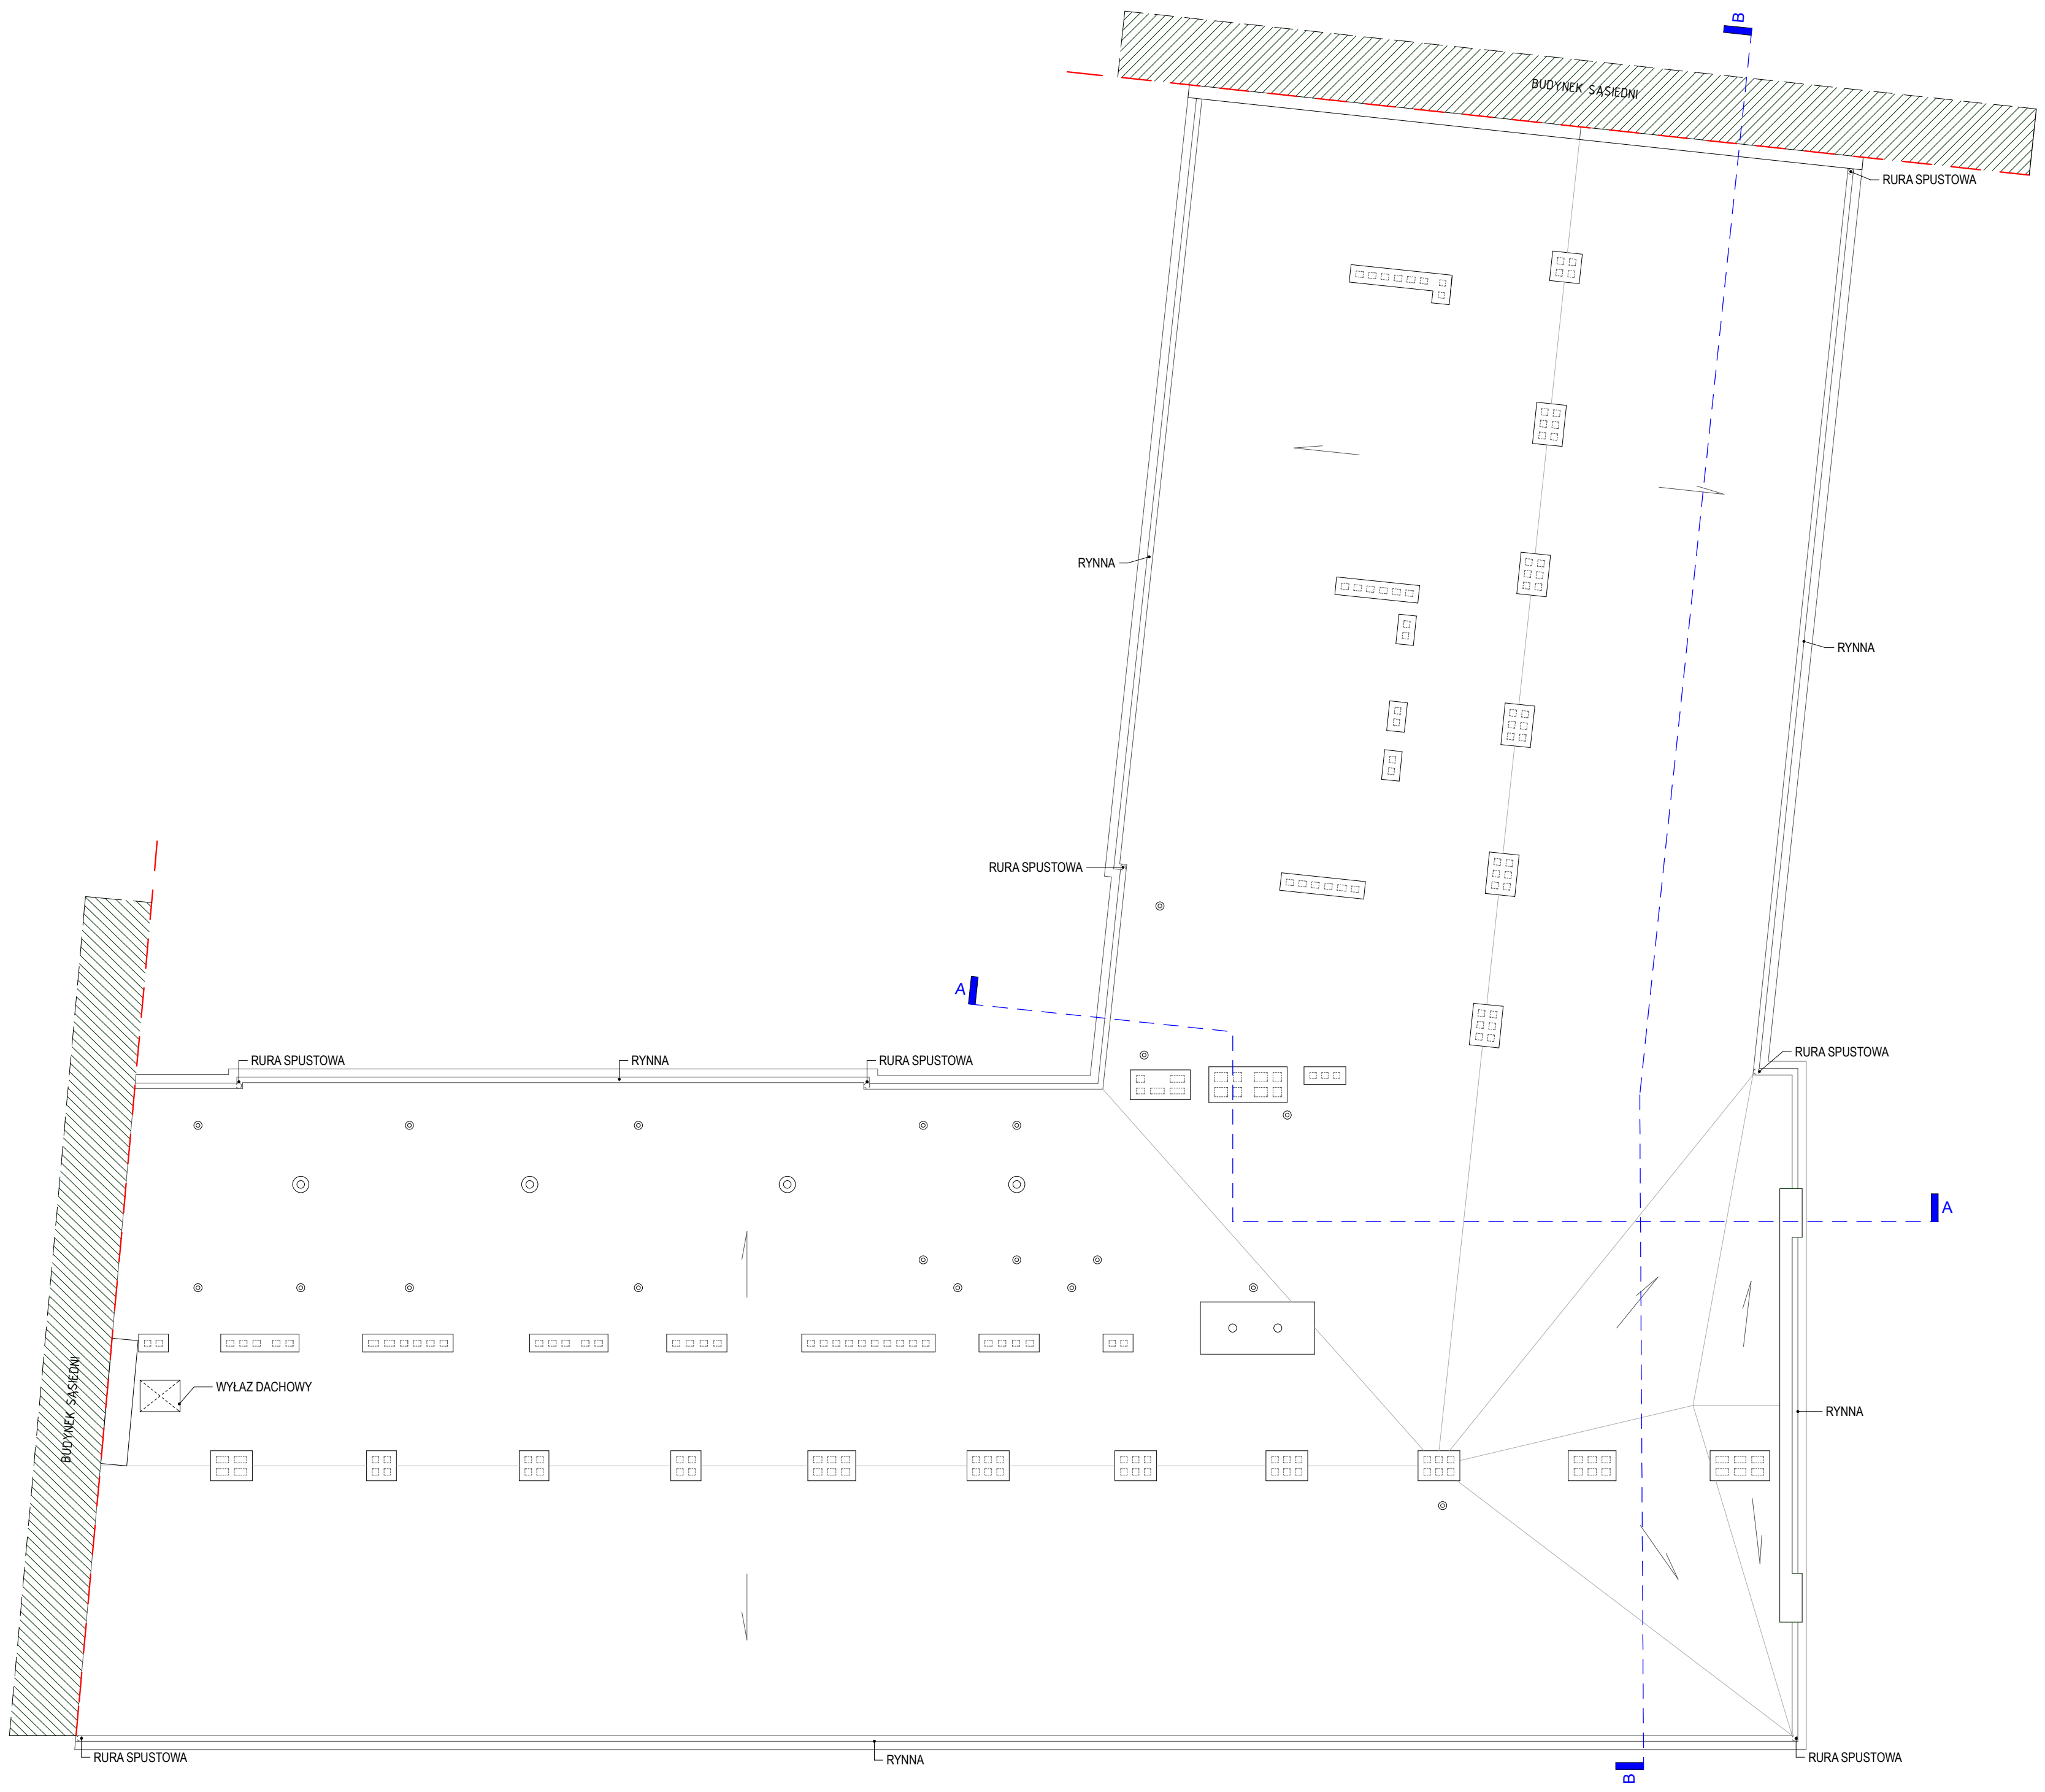 B
BUDYNEK SĄSIEDNI
RURA SPUSTOWA
RYNNA
RYNNA
RURA SPUSTOWA
A
RURA SPUSTOWA
RYNNA
RURA SPUSTOWA
RURA SPUSTOWA
A
BUDYNEK SĄSIEDNI
WYŁAZ DACHOWY
RYNNA
RURA SPUSTOWA
RYNNA
RURA SPUSTOWA
B